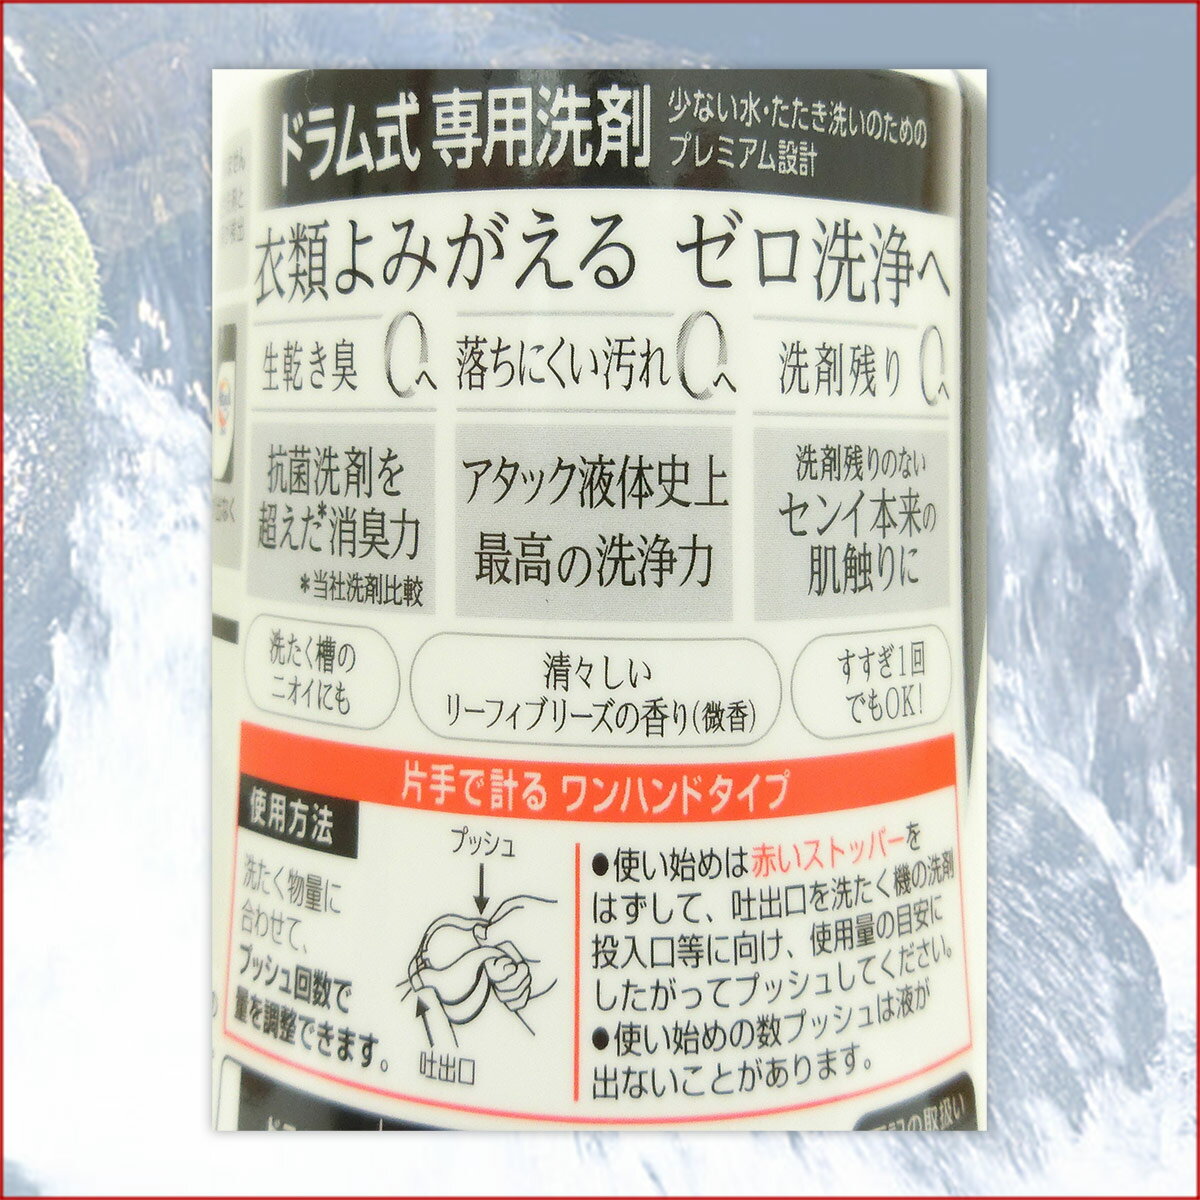 ドラム式 専用洗剤
少ない水・たたき洗いのための
プレミアム設計
衣類よみがえる ゼロ洗浄へ
生乾き臭 0へ
落ちにくい汚れ 0へ
洗剤残り 0へ
抗菌洗剤を
超えた*消臭力
*当社洗剤比較
アタック液体史上
最高の洗浄力
洗剤残りのない
センイ本来の
肌触りに
洗たく槽の
ニオイにも
清々しい
リーフィブリーズの香り(微香)
すすぎ1回
でもOK!
片手で計る ワンハンドタイプ
使用方法
洗たく物量に
合わせて、
プッシュ回数で
量を調整できます。
プッシュ
吐出口
●使い始めは赤いストッパーを
はずして、吐出口を洗たく機の洗剤
投入口等に向け、使用量の目安に
したがってプッシュしてください。
●使い始めの数プッシュは液が
出ないことがあります。
の取扱い